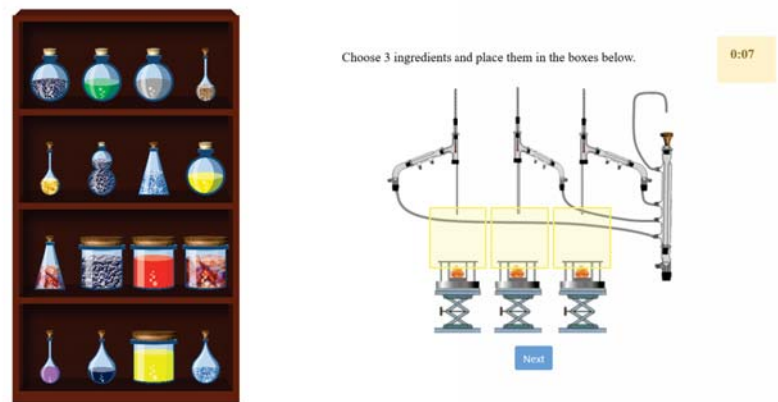 Choose 3 ingredients and place them in the boxes below.
0:07
Next